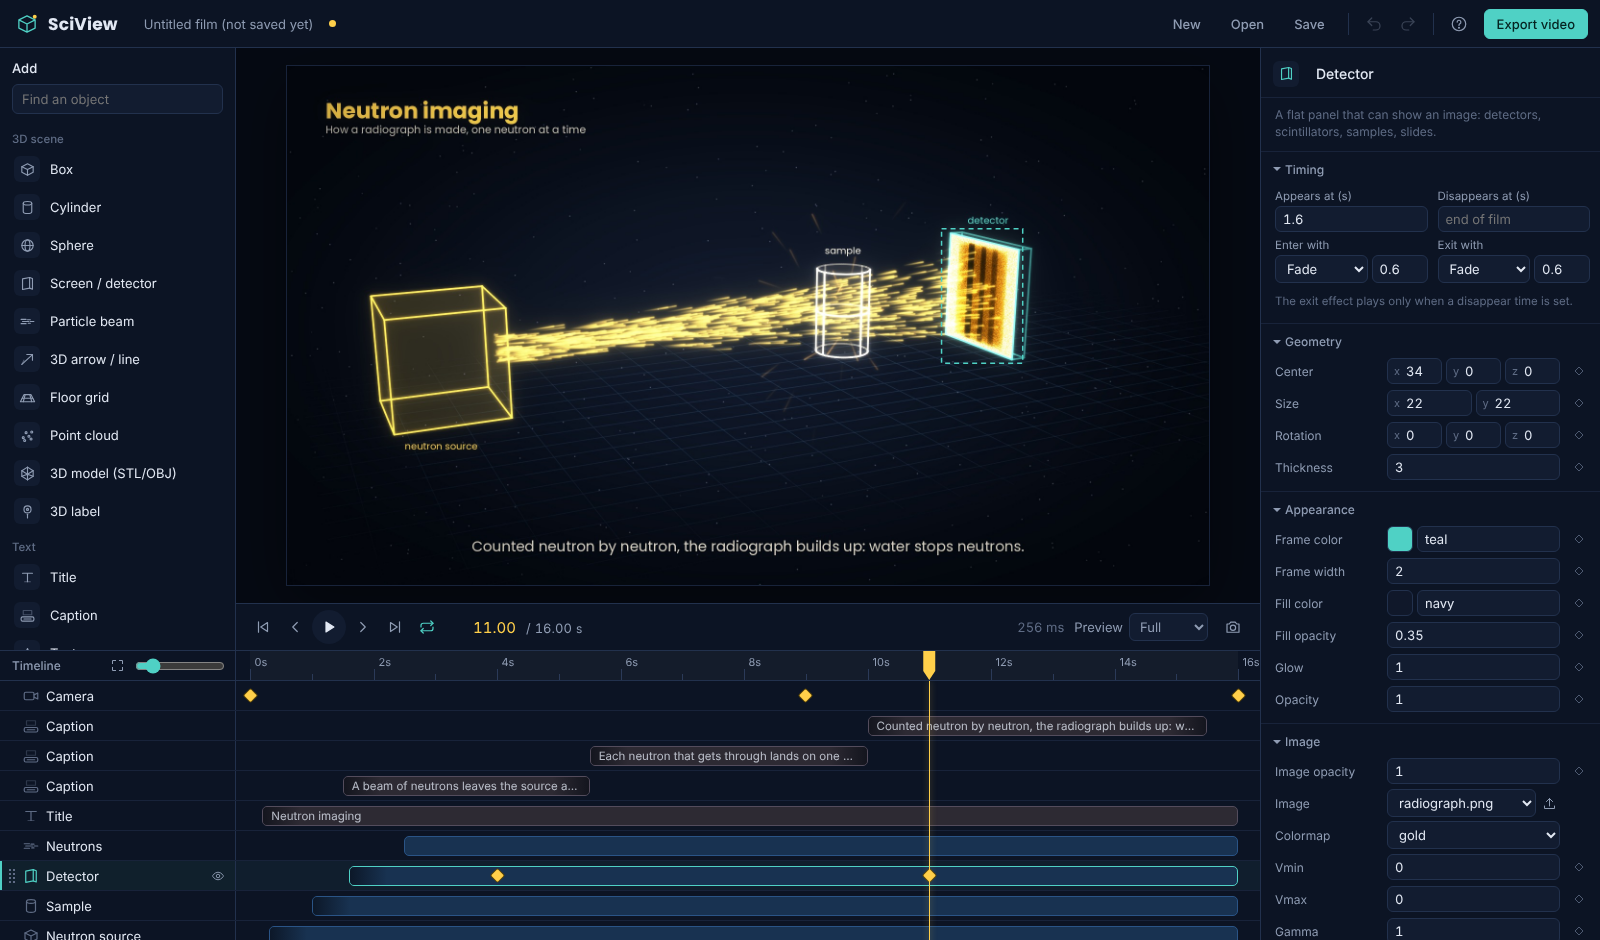 SciView
Untitled film (not saved yet)
New
Open
Save
Export video
Add
Find an object
3D scene
Box
Cylinder
Sphere
Screen / detector
Particle beam
3D arrow / line
Floor grid
Point cloud
3D model (STL/OBJ)
3D label
Text
Title
Caption
Neutron imaging
How a radiograph is made, one neutron at a time
detector
sample
neutron source
Counted neutron by neutron, the radiograph builds up: water stops neutrons.
11.00 / 16.00 s
256 ms
Preview
Full
Timeline
0s
2s
4s
6s
8s
10s
12s
14s
16s
Camera
Caption
Counted neutron by neutron, the radiograph builds up: w...
Caption
Each neutron that gets through lands on one ...
Caption
A beam of neutrons leaves the source a...
Title
Neutron imaging
Neutrons
Detector
Sample
Neutron source
Detector
A flat panel that can show an image: detectors,
scintillators, samples, slides.
Timing
Appears at (s)
Disappears at (s)
1.6
end of film
Enter with
Exit with
Fade
0.6
Fade
0.6
The exit effect plays only when a disappear time is set.
Geometry
Center
x 34
y 0
z 0
Size
x 22
y 22
Rotation
x 0
y 0
z 0
Thickness
3
Appearance
Frame color
teal
Frame width
2
Fill color
navy
Fill opacity
0.35
Glow
1
Opacity
1
Image
Image opacity
1
Image
radiograph.png
Colormap
gold
Vmin
0
Vmax
0
Gamma
1